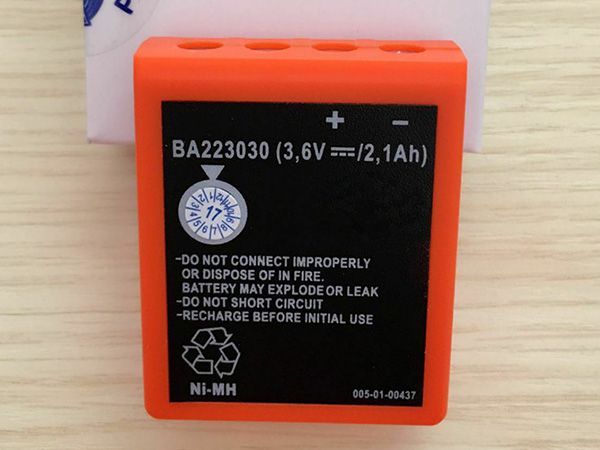 + −
BA223030 (3,6V ⎓/2,1Ah)
17
-DO NOT CONNECT IMPROPERLY
OR DISPOSE OF IN FIRE.
BATTERY MAY EXPLODE OR LEAK
-DO NOT SHORT CIRCUIT
-RECHARGE BEFORE INITIAL USE
Ni-MH
005-01-00437